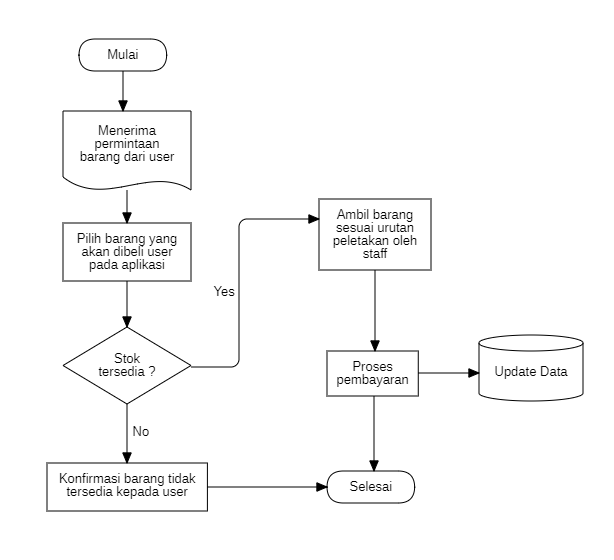 Mulai
Menerima
permintaan
barang dari user
Pilih barang yang
akan dibeli user
pada aplikasi
Stok
tersedia ?
Yes
No
Konfirmasi barang tidak
tersedia kepada user
Ambil barang
sesuai urutan
peletakan oleh
staff
Proses
pembayaran
Update Data
Selesai